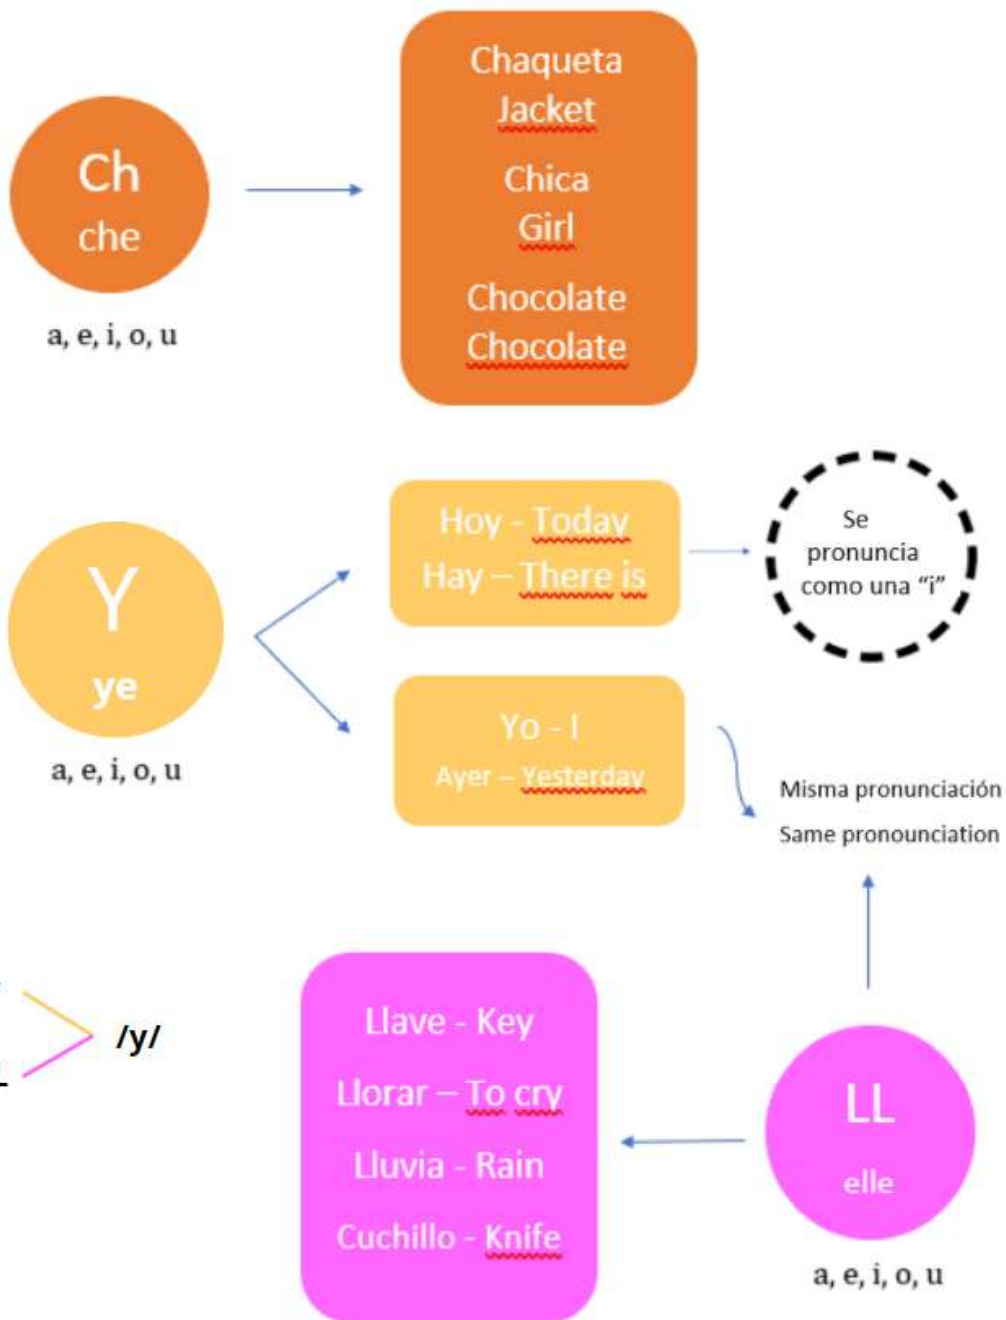 Ch
che
a, e, i, o, u
Chaqueta
Jacket
Chica
Girl
Chocolate
Chocolate
Y
ye
a, e, i, o, u
Hoy - Today
Hay – There is
Se
pronuncia
como una “i”
Yo - I
Ayer – Yesterday
Misma pronunciación
Same pronounciation
/y/
Llave - Key
Llorar – To cry
Lluvia - Rain
Cuchillo - Knife
LL
elle
a, e, i, o, u